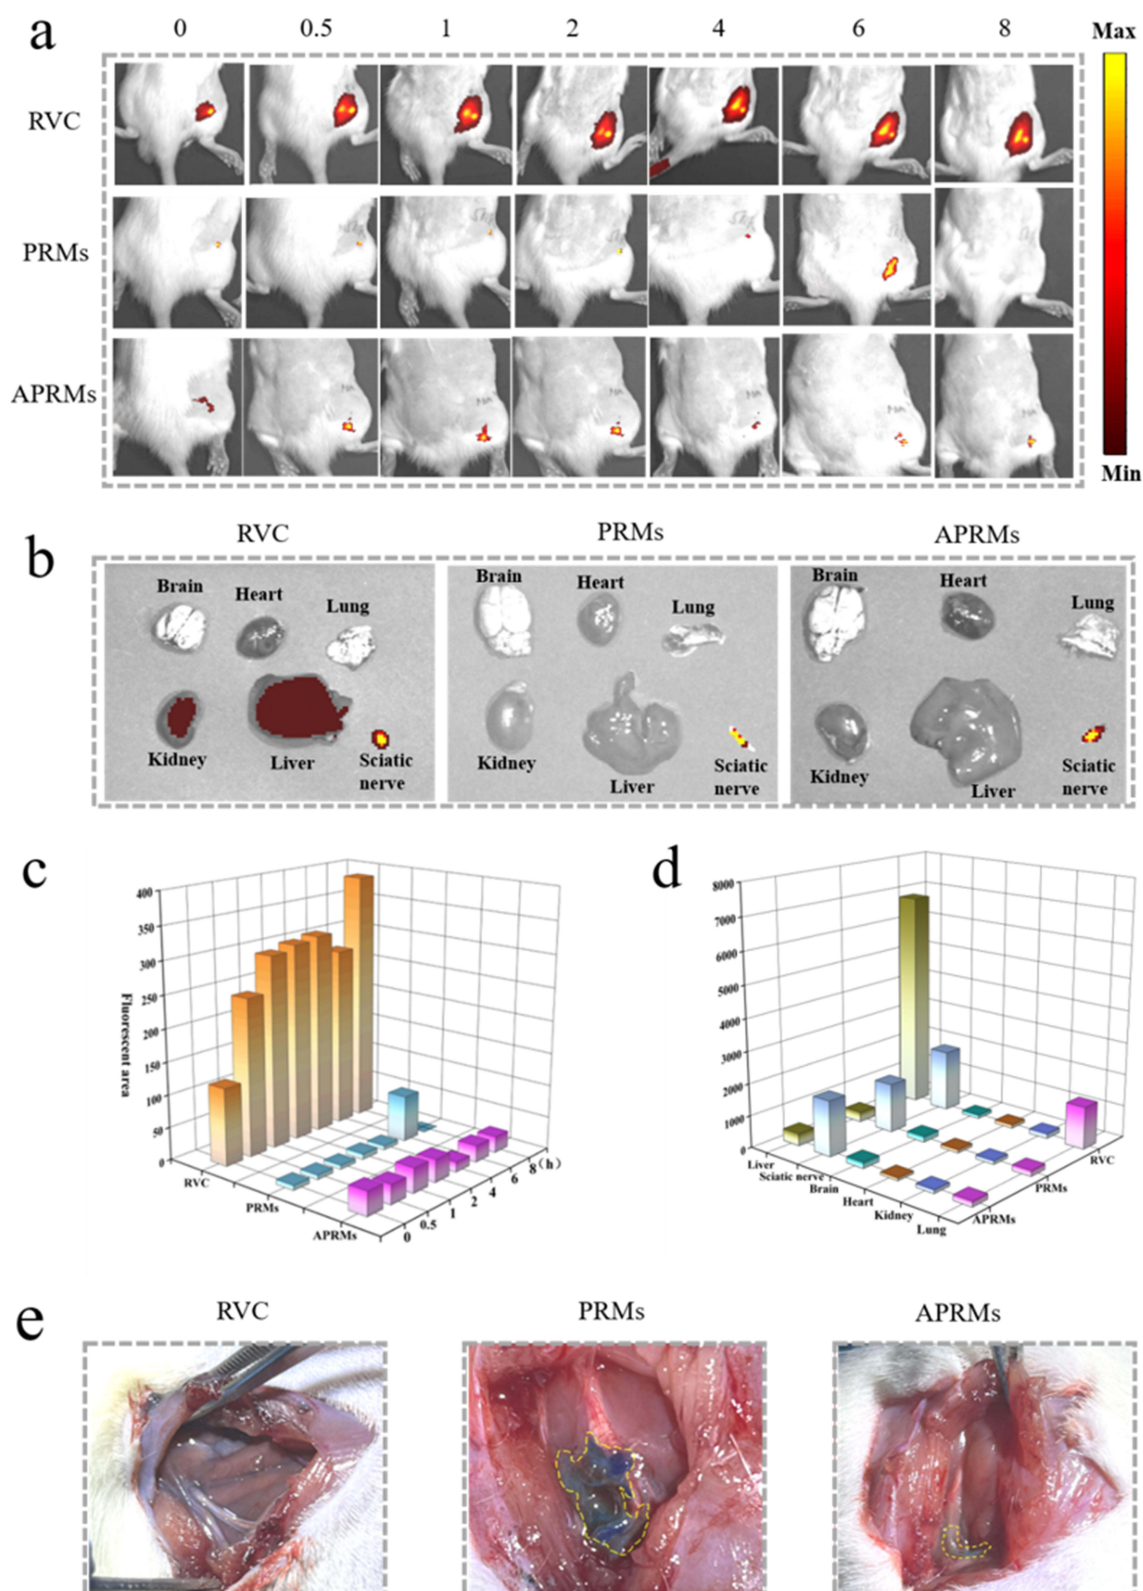 a
0 0.5 1 2 4 6 8
Max
RVC
PRMs
APRMs
Min
b
RVC PRMs APRMs
Brain Heart Lung
Kidney Liver Sciatic
nerve
Brain Heart Lung
Kidney Liver Sciatic
nerve
Brain Heart Lung
Kidney Liver Sciatic
nerve
c
400
350
300
250
200
150
100
50
0
Fluorescent area
RVC
PRMs
APRMs
0 0.5 1 2 4 6 8 (h)
d
8000
7000
6000
5000
4000
3000
2000
1000
0
Liver
Sciatic nerve
Brain
Heart
Kidney
Lung
APRMs
PRMs
RVC
e
RVC PRMs APRMs